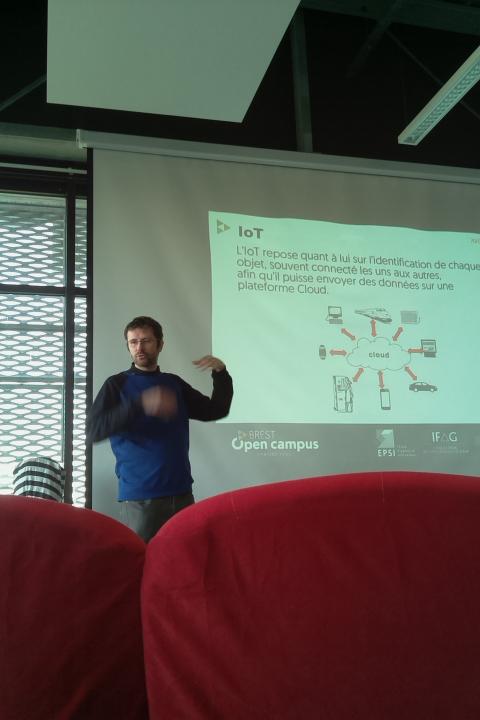 IoT
L'IoT repose quant à lui sur l'identification de chaque
objet, souvent connecté les uns aux autres,
afin qu'il puisse envoyer des données sur une
plateforme Cloud.
cloud
BREST
Open campus
EPSI
IFAG